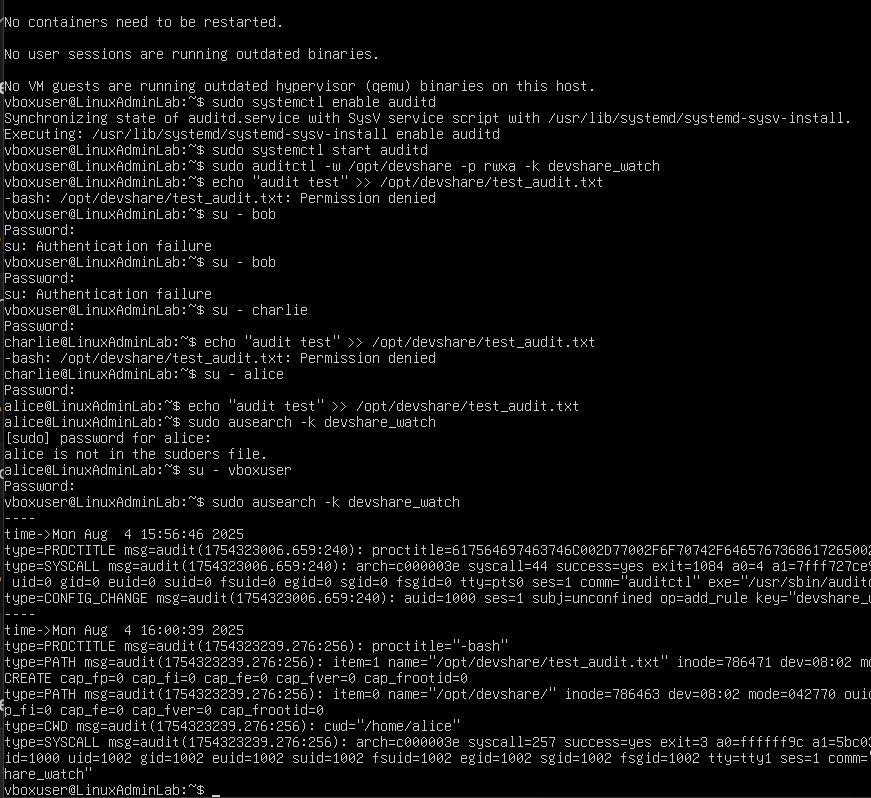 No containers need to be restarted.
No user sessions are running outdated binaries.
No VM guests are running outdated hypervisor (qemu) binaries on this host.
vboxuser@LinuxAdminLab:~$ sudo systemctl enable auditd
Synchronizing state of auditd.service with SysV service script with /usr/lib/systemd/systemd-sysv-install.
Executing: /usr/lib/systemd/systemd-sysv-install enable auditd
vboxuser@LinuxAdminLab:~$ sudo systemctl start auditd
vboxuser@LinuxAdminLab:~$ sudo auditctl -w /opt/devshare -p rwxa -k devshare_watch
vboxuser@LinuxAdminLab:~$ echo "audit test" >> /opt/devshare/test_audit.txt
-bash: /opt/devshare/test_audit.txt: Permission denied
vboxuser@LinuxAdminLab:~$ su - bob
Password:
su: Authentication failure
vboxuser@LinuxAdminLab:~$ su - bob
Password:
su: Authentication failure
vboxuser@LinuxAdminLab:~$ su - charlie
Password:
charlie@LinuxAdminLab:~$ echo "audit test" >> /opt/devshare/test_audit.txt
-bash: /opt/devshare/test_audit.txt: Permission denied
charlie@LinuxAdminLab:~$ su - alice
Password:
alice@LinuxAdminLab:~$ echo "audit test" >> /opt/devshare/test_audit.txt
alice@LinuxAdminLab:~$ sudo ausearch -k devshare_watch
[sudo] password for alice:
alice is not in the sudoers file.
alice@LinuxAdminLab:~$ su - vboxuser
Password:
vboxuser@LinuxAdminLab:~$ sudo ausearch -k devshare_watch
----
time->Mon Aug  4 15:56:46 2025
type=PROCTITLE msg=audit(1754323006.659:240): proctitle=617564697463746C002D77002F6F70742F6465767368617265002
type=SYSCALL msg=audit(1754323006.659:240): arch=c000003e syscall=44 success=yes exit=1084 a0=4 a1=7fff727ce9
uid=0 gid=0 euid=0 suid=0 fsuid=0 egid=0 sgid=0 fsgid=0 tty=pts0 ses=1 comm="auditctl" exe="/usr/sbin/auditc
type=CONFIG_CHANGE msg=audit(1754323006.659:240): auid=1000 ses=1 subj=unconfined op=add_rule key="devshare_w
----
time->Mon Aug  4 16:00:39 2025
type=PROCTITLE msg=audit(1754323239.276:256): proctitle="-bash"
type=PATH msg=audit(1754323239.276:256): item=1 name="/opt/devshare/test_audit.txt" inode=786471 dev=08:02 mo
CREATE cap_fp=0 cap_fi=0 cap_fe=0 cap_fver=0 cap_frootid=0
type=PATH msg=audit(1754323239.276:256): item=0 name="/opt/devshare/" inode=786463 dev=08:02 mode=042770 ouid
p_fi=0 cap_fe=0 cap_fver=0 cap_frootid=0
type=CWD msg=audit(1754323239.276:256): cwd="/home/alice"
type=SYSCALL msg=audit(1754323239.276:256): arch=c000003e syscall=257 success=yes exit=3 a0=ffffff9c a1=5bc03
id=1000 uid=1002 gid=1002 euid=1002 suid=1002 fsuid=1002 egid=1002 sgid=1002 fsgid=1002 tty=tty1 ses=1 comm="
hare_watch"
vboxuser@LinuxAdminLab:~$ _